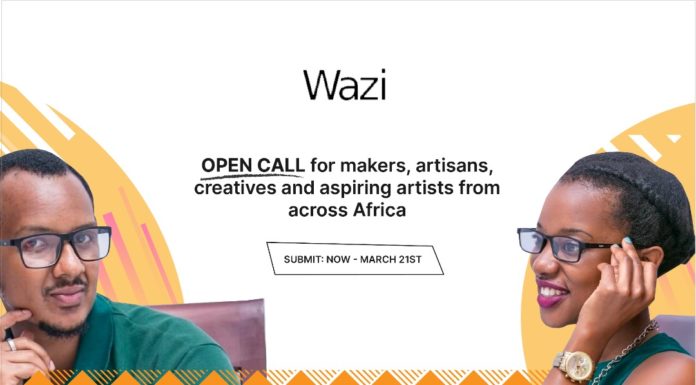 Wazi
OPEN CALL for makers, artisans,
creatives and aspiring artists from
across Africa
SUBMIT: NOW - MARCH 21ST